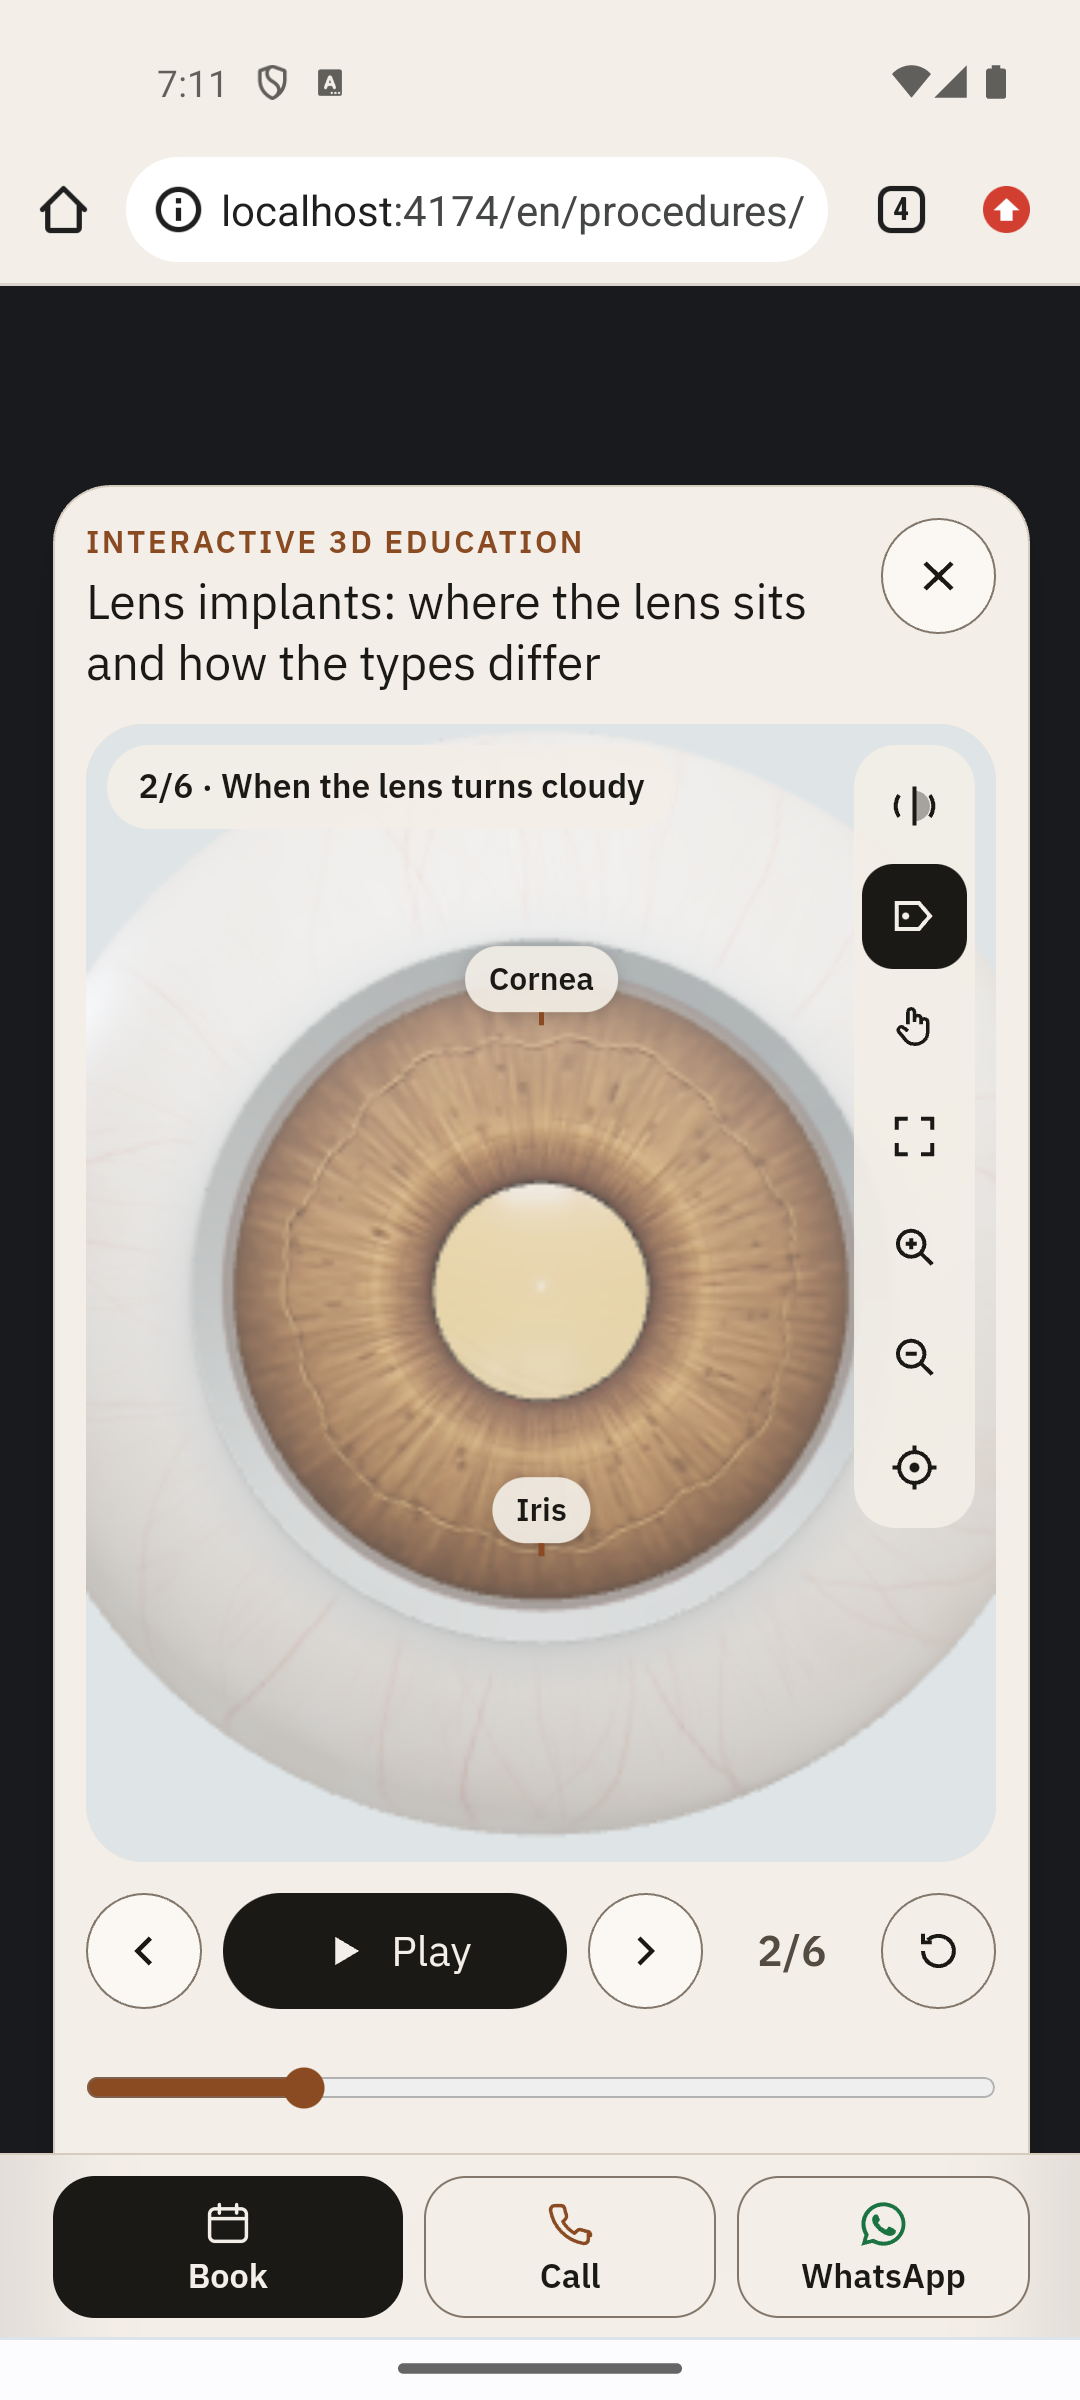 7:11
localhost:4174/en/procedures/
4
INTERACTIVE 3D EDUCATION
Lens implants: where the lens sits
and how the types differ
2/6 · When the lens turns cloudy
Cornea
Iris
Play
2/6
Book
Call
WhatsApp